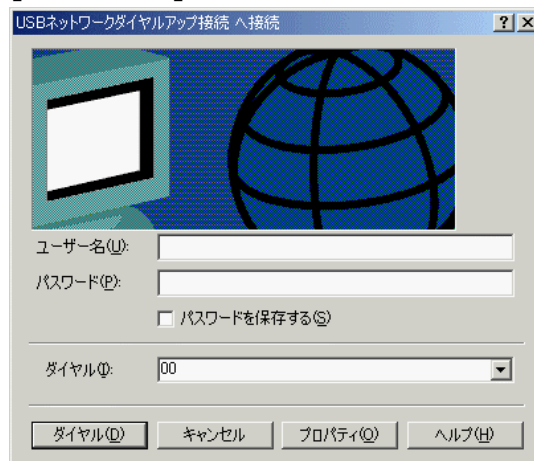 USBネットワークダイヤルアップ接続 へ接続
ユーザー名(U):
パスワード(P):
パスワードを保存する(S)
ダイヤル(I):
00
ダイヤル(D) キャンセル プロパティ(O) ヘルプ(H)